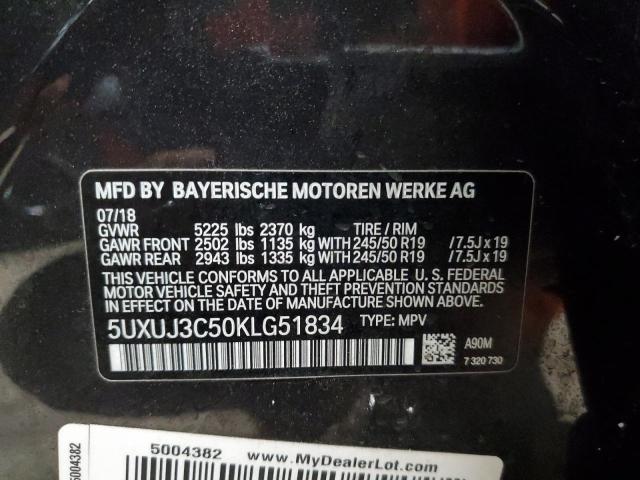 MFD BY BAYERISCHE MOTOREN WERKE AG
07/18
GVWR 5225 lbs 2370 kg TIRE / RIM
GAWR FRONT 2502 lbs 1135 kg WITH 245/50 R19 /7.5J x 19
GAWR REAR 2943 lbs 1335 kg WITH 245/50 R19 /7.5J x 19
THIS VEHICLE CONFORMS TO ALL APPLICABLE U. S. FEDERAL
MOTOR VEHICLE SAFETY AND THEFT PREVENTION STANDARDS
IN EFFECT ON THE DATE OF MANUFACTURE SHOWN ABOVE.
5UXUJ3C50KLG51834 TYPE: MPV
A90M
7 320 730
5004382 www.MyDealerLot.com
5004382